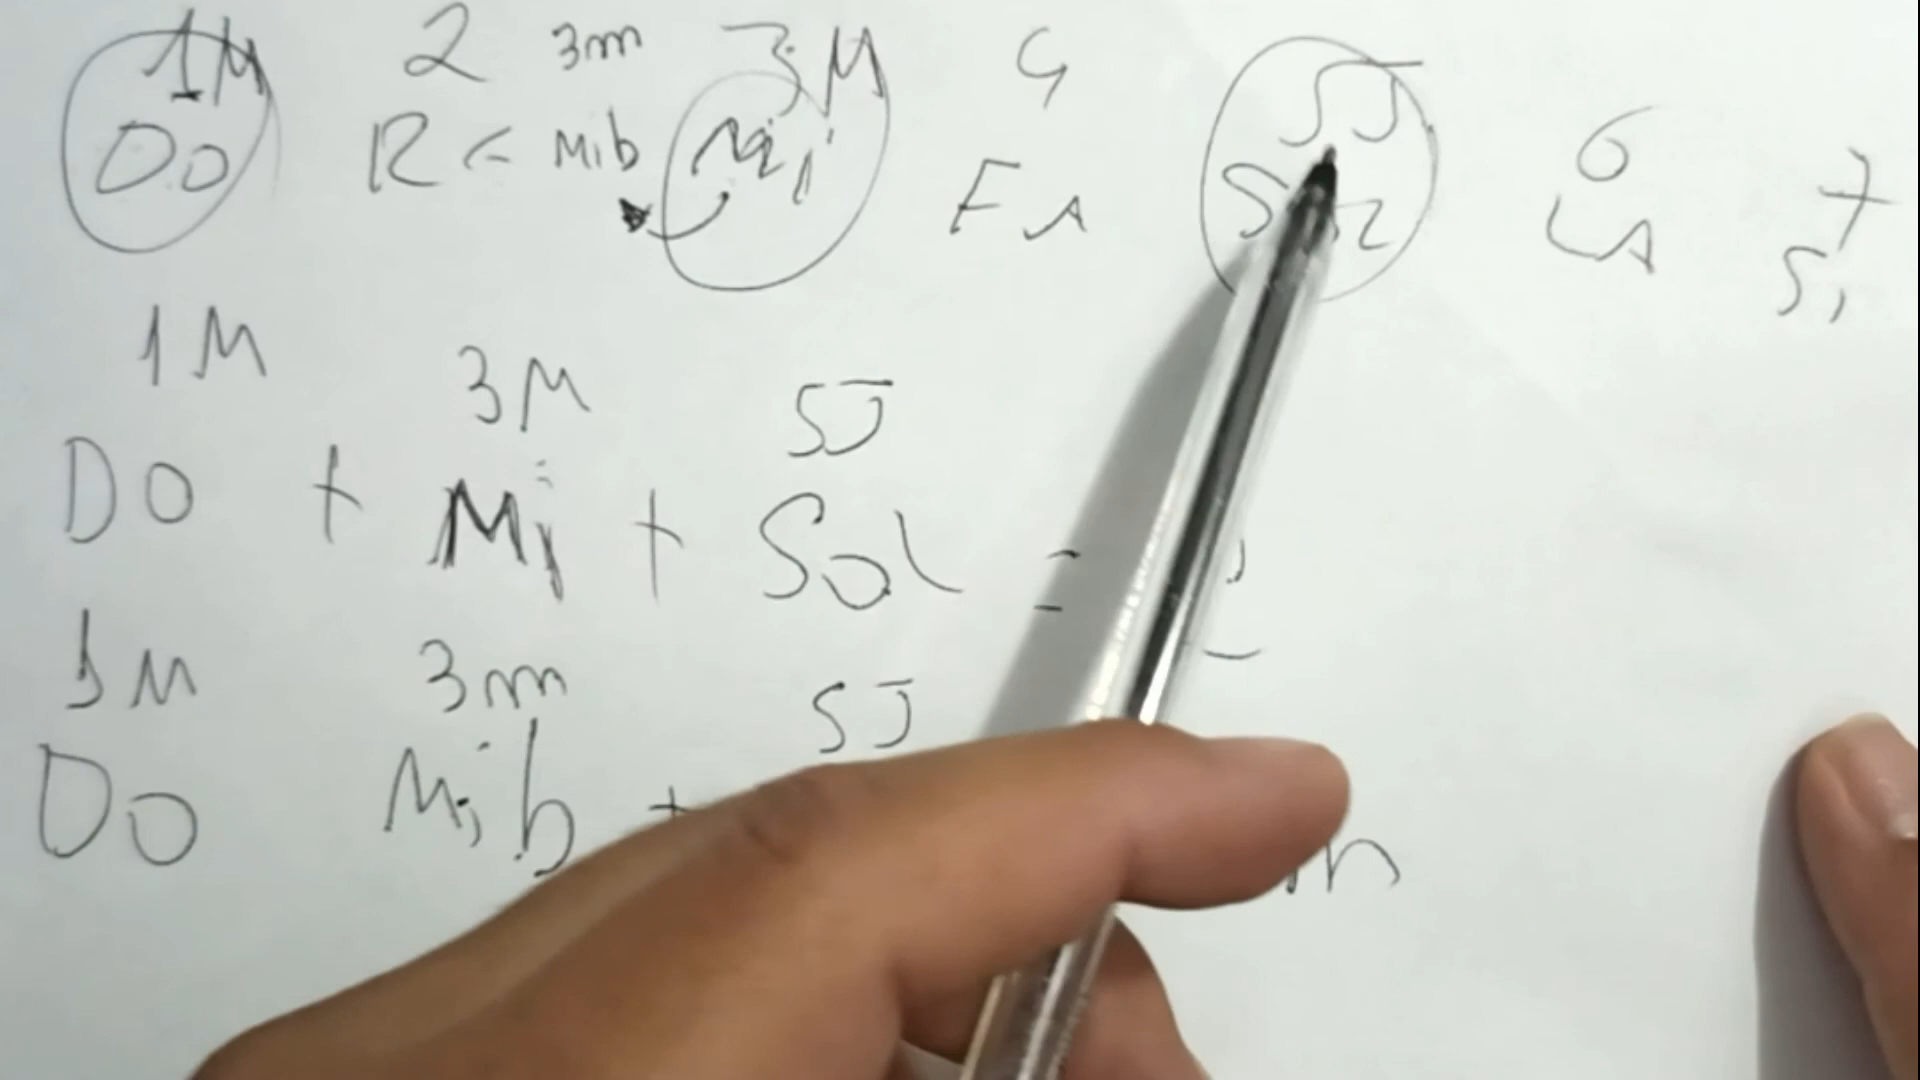 1M 2 3m 3M 4 5J 6 7
Do Re Mib Mi FA Sol LA Si
1M 3M 5J
DO + Mi + Sol =
1M 3m 5J
Do Mib +